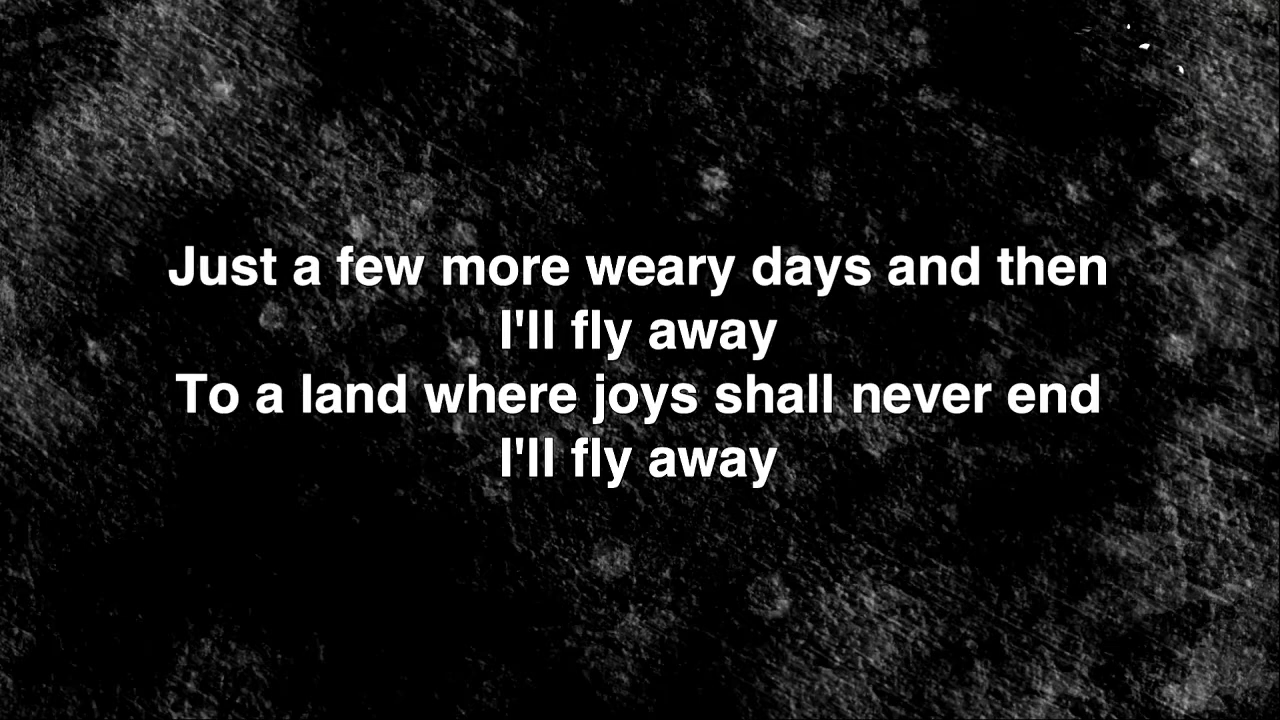 Just a few more weary days and then
I'll fly away
To a land where joys shall never end
I'll fly away